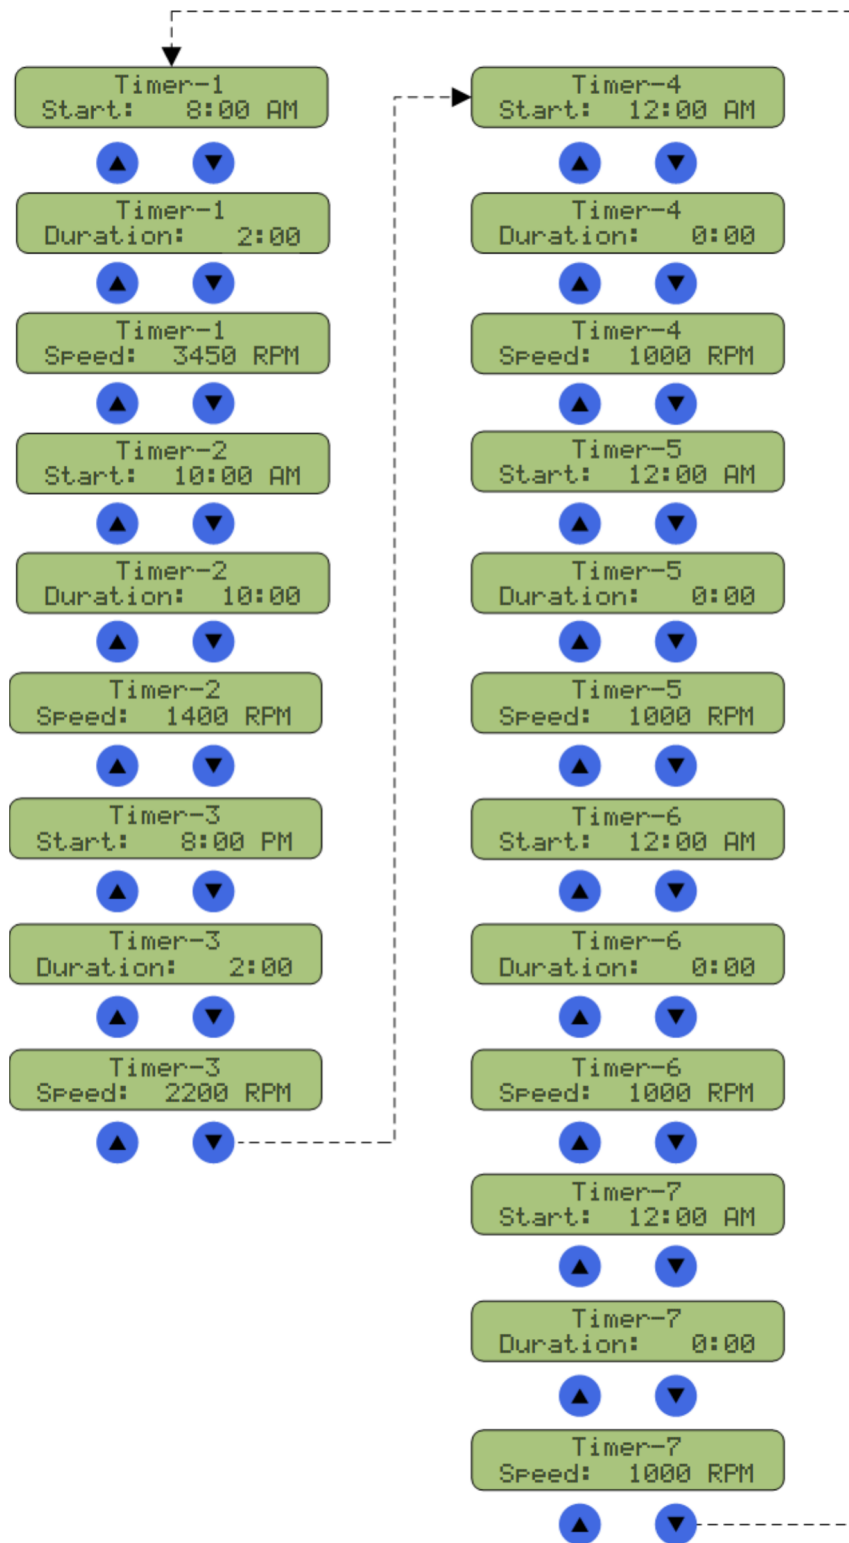 Timer-1
Start: 8:00 AM
Timer-1
Duration: 2:00
Timer-1
Speed: 3450 RPM
Timer-2
Start: 10:00 AM
Timer-2
Duration: 10:00
Timer-2
Speed: 1400 RPM
Timer-3
Start: 8:00 PM
Timer-3
Duration: 2:00
Timer-3
Speed: 2200 RPM
Timer-4
Start: 12:00 AM
Timer-4
Duration: 0:00
Timer-4
Speed: 1000 RPM
Timer-5
Start: 12:00 AM
Timer-5
Duration: 0:00
Timer-5
Speed: 1000 RPM
Timer-6
Start: 12:00 AM
Timer-6
Duration: 0:00
Timer-6
Speed: 1000 RPM
Timer-7
Start: 12:00 AM
Timer-7
Duration: 0:00
Timer-7
Speed: 1000 RPM